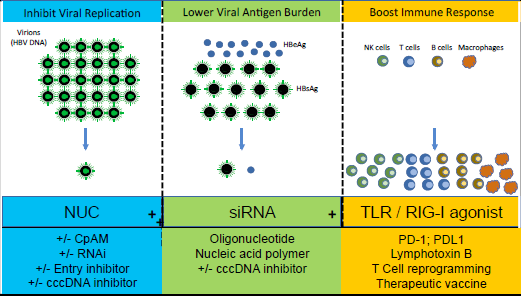 Inhibit Viral Replication
Lower Viral Antigen Burden
Boost Immune Response
Virions
(HBV DNA)
HBeAg
HBsAg
NK cells
T cells
B cells
Macrophages
NUC
+
+
siRNA
+
TLR / RIG-I agonist
+/- CpAM
+/- RNAi
+/- Entry inhibitor
+/- cccDNA inhibitor
Oligonucleotide
Nucleic acid polymer
+/- cccDNA inhibitor
PD-1; PDL1
Lymphotoxin B
T Cell reprogramming
Therapeutic vaccine